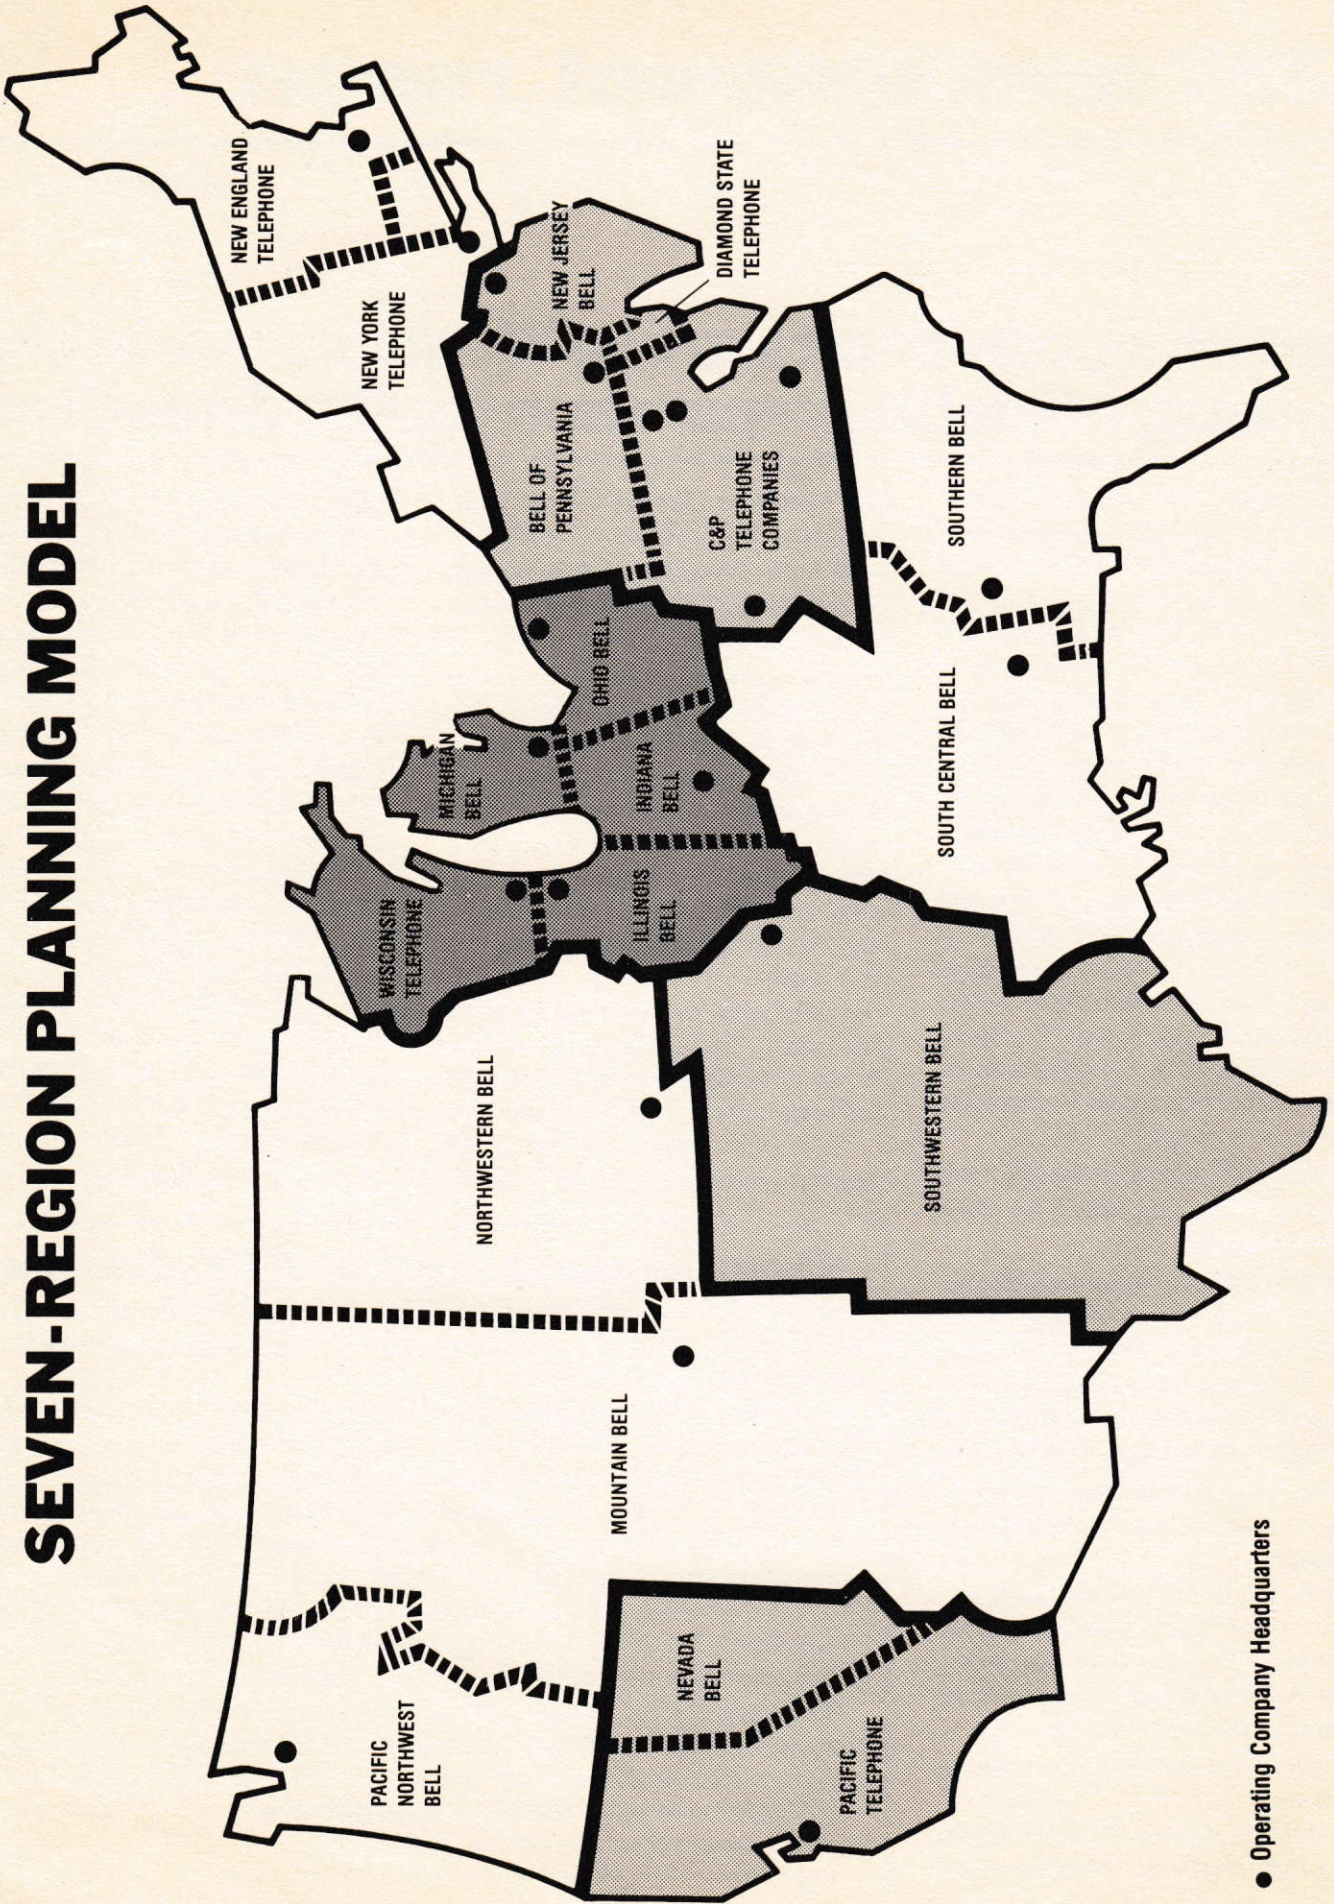 SEVEN-REGION PLANNING MODEL
PACIFIC
NORTHWEST
BELL
MOUNTAIN BELL
NORTHWESTERN BELL
WISCONSIN
TELEPHONE
MICHIGAN
BELL
ILLINOIS
BELL
INDIANA
BELL
OHIO BELL
NEW ENGLAND
TELEPHONE
NEW YORK
TELEPHONE
NEW JERSEY
BELL
BELL OF
PENNSYLVANIA
DIAMOND STATE
TELEPHONE
C&P
TELEPHONE
COMPANIES
NEVADA
BELL
PACIFIC
TELEPHONE
SOUTHWESTERN BELL
SOUTH CENTRAL BELL
SOUTHERN BELL
● Operating Company Headquarters